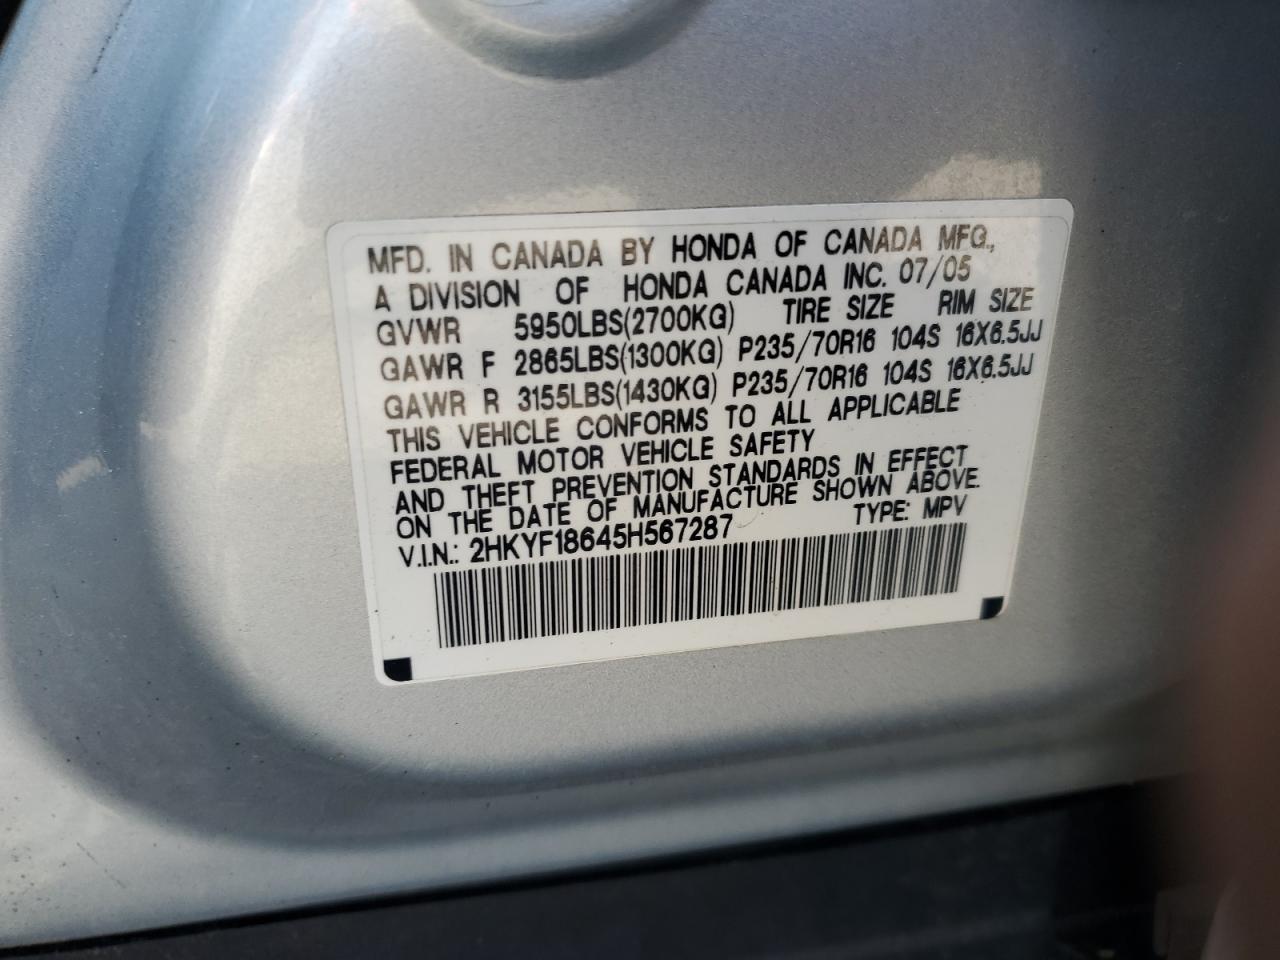 MFD. IN CANADA BY HONDA OF CANADA MFG.,
A DIVISION OF HONDA CANADA INC. 07/05
GVWR 5950LBS(2700KG) TIRE SIZE RIM SIZE
GAWR F 2865LBS(1300KG) P235/70R16 104S 16X6.5JJ
GAWR R 3155LBS(1430KG) P235/70R16 104S 16X6.5JJ
THIS VEHICLE CONFORMS TO ALL APPLICABLE
FEDERAL MOTOR VEHICLE SAFETY
AND THEFT PREVENTION STANDARDS IN EFFECT
ON THE DATE OF MANUFACTURE SHOWN ABOVE.
V.I.N.: 2HKYF18645H567287 TYPE: MPV